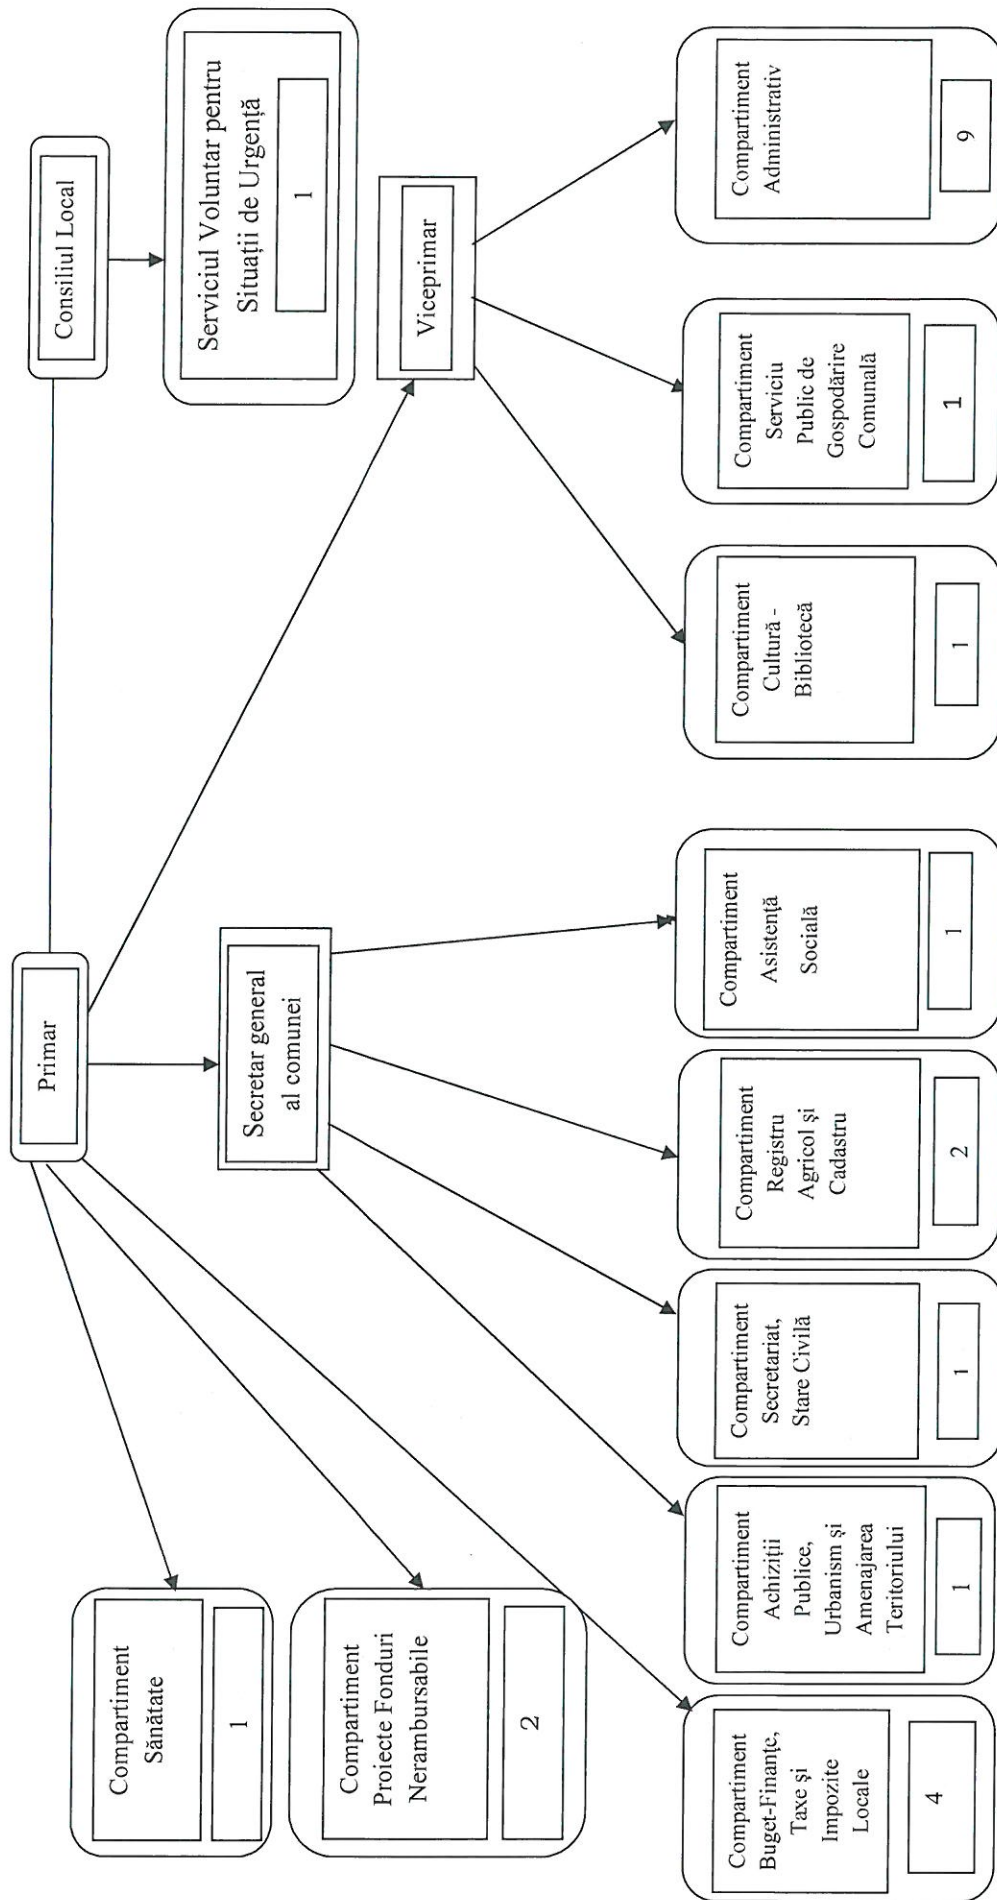 Primar
Consiliul Local
Serviciul Voluntar pentru
Situații de Urgență
1
Compartiment
Sănătate
1
Secretar general
al comunei
Compartiment
Proiecte Fonduri
Nerambursabile
2
Viceprimar
Compartiment
Buget-Finanțe,
Taxe și
Impozite
Locale
4
Compartiment
Achiziții
Publice,
Urbanism și
Amenajarea
Teritoriului
1
Compartiment
Secretariat,
Stare Civilă
1
Compartiment
Registru
Agricol și
Cadastru
2
Compartiment
Asistență
Socială
1
Compartiment
Cultură -
Bibliotecă
1
Compartiment
Serviciu
Public de
Gospodărire
Comunală
1
Compartiment
Administrativ
9